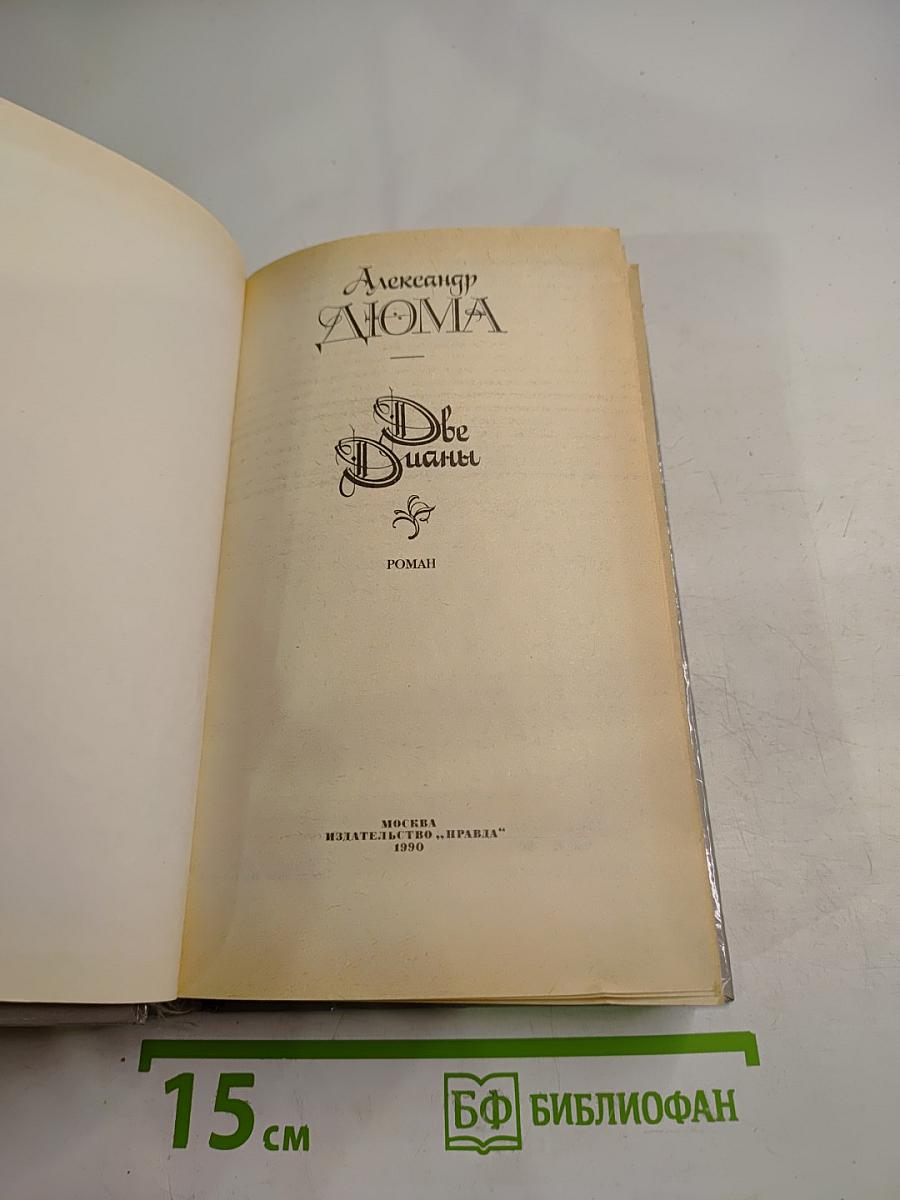 Александр
ДЮМА
Две
Дианы
РОМАН
МОСКВА
ИЗДАТЕЛЬСТВО „ПРАВДА“
1990
15 см
БФ БИБЛИОФАН